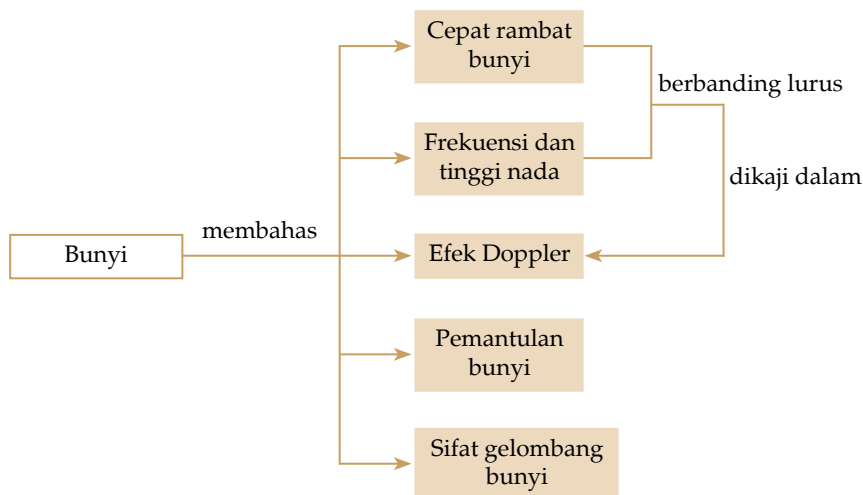 Cepat rambat
bunyi
berbanding lurus
Frekuensi dan
tinggi nada
dikaji dalam
membahas
Bunyi
Efek Doppler
Pemantulan
bunyi
Sifat gelombang
bunyi